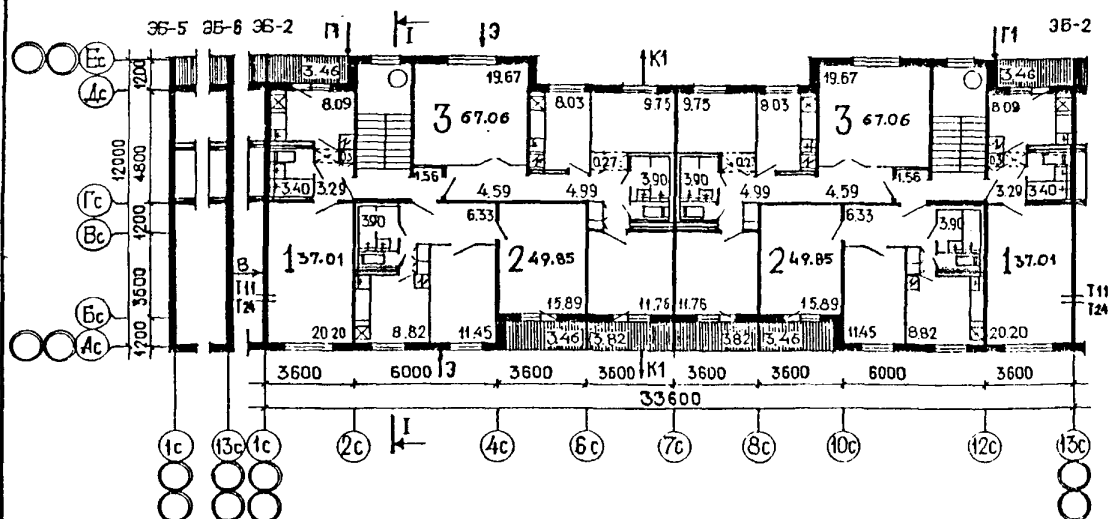 ЭБ-5 ЭБ-6 ЭБ-2 П I Э К1 Г1 ЭБ-2
Ес
3.46 19.67 19.67 3.46
1200
Дс
8.09 8.03 9.75 9.75 8.03 8.09
3 67.06 3 67.06
12000
4800
0.27
3.40 3.29 1.56 3.90 3.90 1.56 3.29 3.40
4.59 4.99 4.99 4.59
Гс
3.90 6.33 6.33 3.90
1200
Вс
1 37.01 2 49.85 2 49.85 1 37.01
В
Т11 Т11
Т24 Т24
3600
15.89 11.76 11.76 15.89
Бс
20.20 8.82 11.45 3.46 3.82 3.82 3.46 11.45 8.82 20.20
1200
Ас
Э К1
3600 6000 3600 3600 3600 3600 6000 3600
33600
I
1с 13с 1с 2с 4с 6с 7с 8с 10с 12с 13с